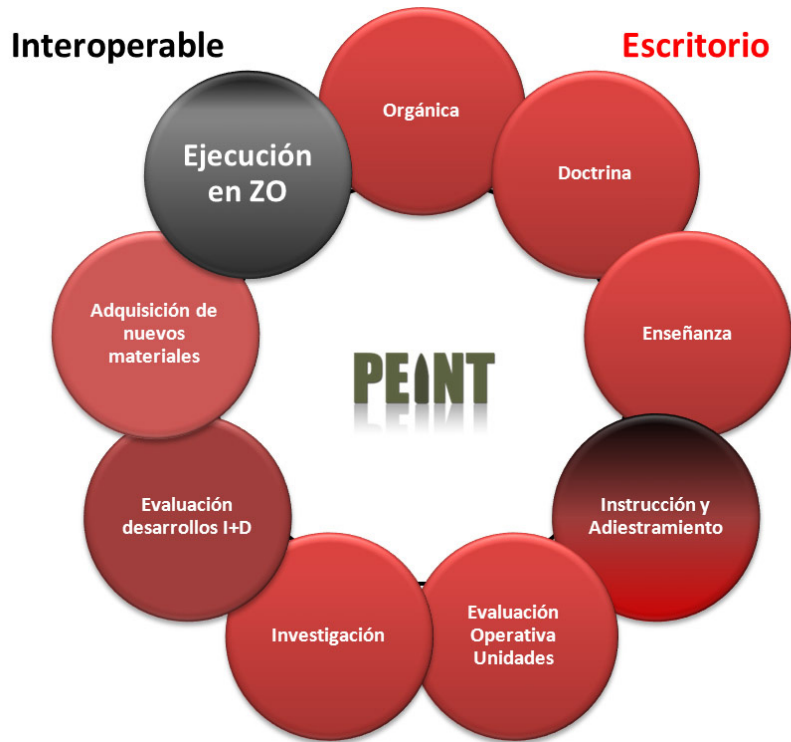 Interoperable
Escritorio
Orgánica
Doctrina
Enseñanza
Instrucción y
Adiestramiento
Evaluación
Operativa
Unidades
Investigación
Evaluación
desarrollos I+D
Adquisición de
nuevos
materiales
Ejecución
en ZO
PEINT